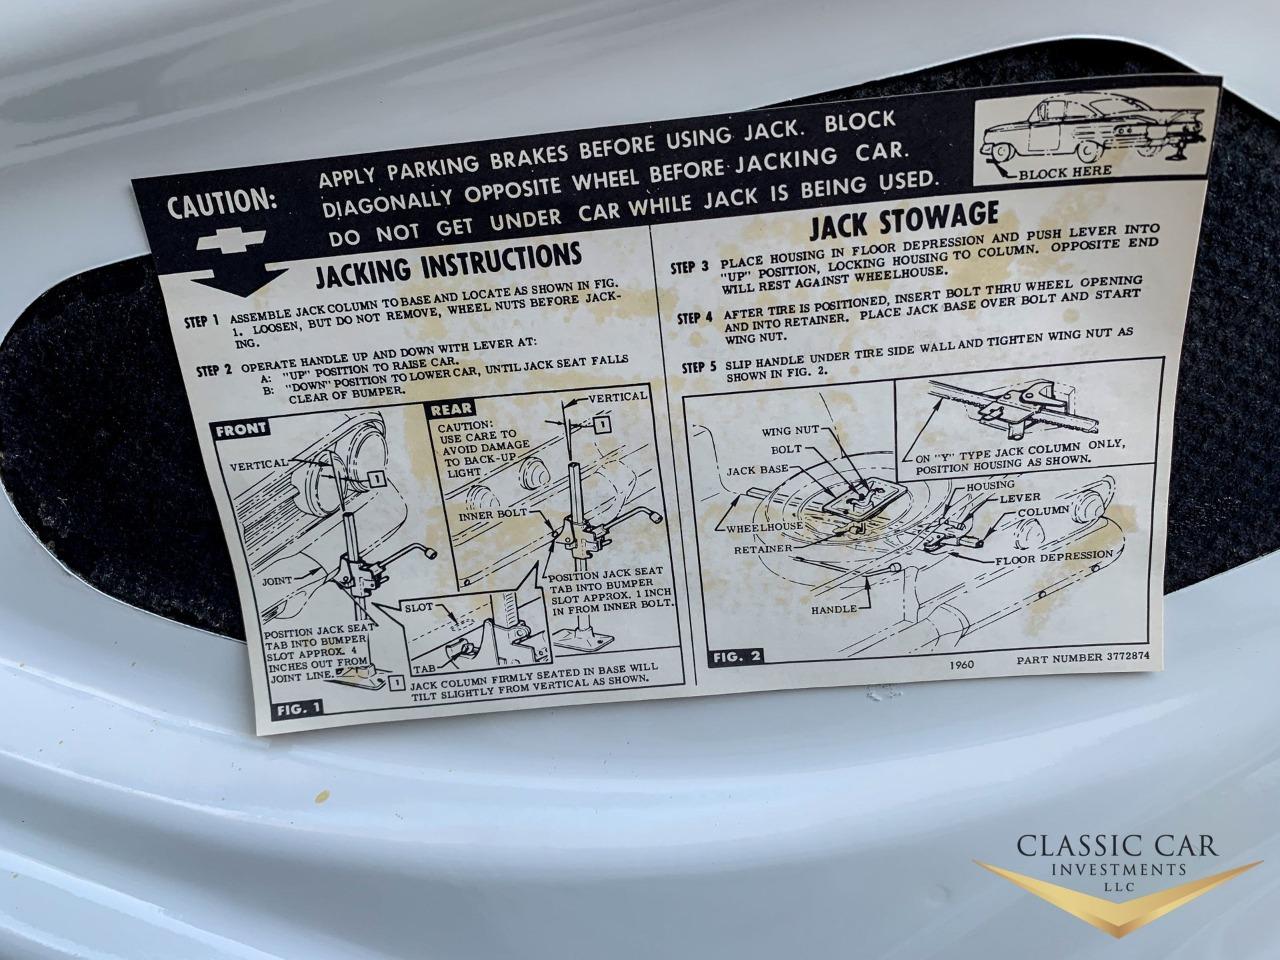 CAUTION:
APPLY PARKING BRAKES BEFORE USING JACK. BLOCK
DIAGONALLY OPPOSITE WHEEL BEFORE JACKING CAR.
DO NOT GET UNDER CAR WHILE JACK IS BEING USED.
BLOCK HERE
JACKING INSTRUCTIONS
STEP 1 ASSEMBLE JACK COLUMN TO BASE AND LOCATE AS SHOWN IN FIG.
1. LOOSEN, BUT DO NOT REMOVE, WHEEL NUTS BEFORE JACK-
ING.
STEP 2 OPERATE HANDLE UP AND DOWN WITH LEVER AT:
A: "UP" POSITION TO RAISE CAR.
B: "DOWN" POSITION TO LOWER CAR, UNTIL JACK SEAT FALLS
CLEAR OF BUMPER.
FRONT
VERTICAL
1
JOINT
POSITION JACK SEAT
TAB INTO BUMPER
SLOT APPROX. 4
INCHES OUT FROM
JOINT LINE.
REAR
CAUTION:
USE CARE TO
AVOID DAMAGE
TO BACK-UP
LIGHT.
VERTICAL
1
INNER BOLT
POSITION JACK SEAT
TAB INTO BUMPER
SLOT APPROX. 1 INCH
IN FROM INNER BOLT.
SLOT
TAB
1 JACK COLUMN FIRMLY SEATED IN BASE WILL
TILT SLIGHTLY FROM VERTICAL AS SHOWN.
FIG. 1
JACK STOWAGE
STEP 3 PLACE HOUSING IN FLOOR DEPRESSION AND PUSH LEVER INTO
"UP" POSITION, LOCKING HOUSING TO COLUMN. OPPOSITE END
WILL REST AGAINST WHEELHOUSE.
STEP 4 AFTER TIRE IS POSITIONED, INSERT BOLT THRU WHEEL OPENING
AND INTO RETAINER. PLACE JACK BASE OVER BOLT AND START
WING NUT.
STEP 5 SLIP HANDLE UNDER TIRE SIDE WALL AND TIGHTEN WING NUT AS
SHOWN IN FIG. 2.
WING NUT
BOLT
JACK BASE
WHEELHOUSE
RETAINER
HANDLE
ON "Y" TYPE JACK COLUMN ONLY,
POSITION HOUSING AS SHOWN.
HOUSING
LEVER
COLUMN
FLOOR DEPRESSION
FIG. 2
1960
PART NUMBER 3772874
CLASSIC CAR
INVESTMENTS
LLC